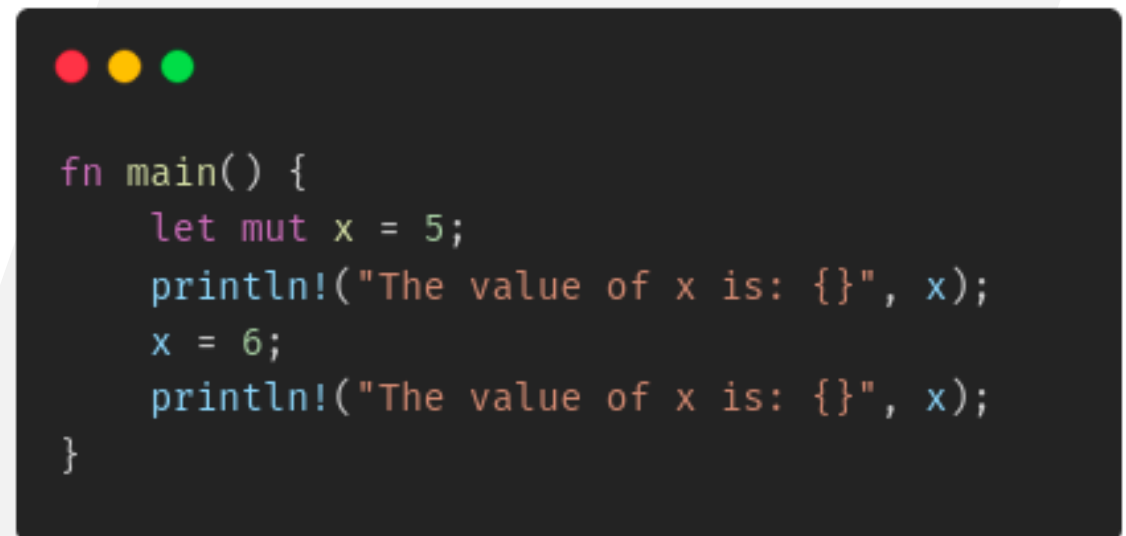 fn main() {
    let mut x = 5;
    println!("The value of x is: {}", x);
    x = 6;
    println!("The value of x is: {}", x);
}